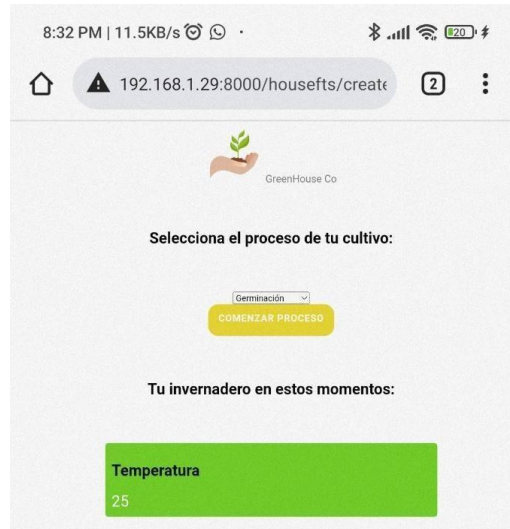 8:32 PM | 11.5KB/s
20
192.168.1.29:8000/housefts/create
2
GreenHouse Co
Selecciona el proceso de tu cultivo:
Germinación
COMENZAR PROCESO
Tu invernadero en estos momentos:
Temperatura
25